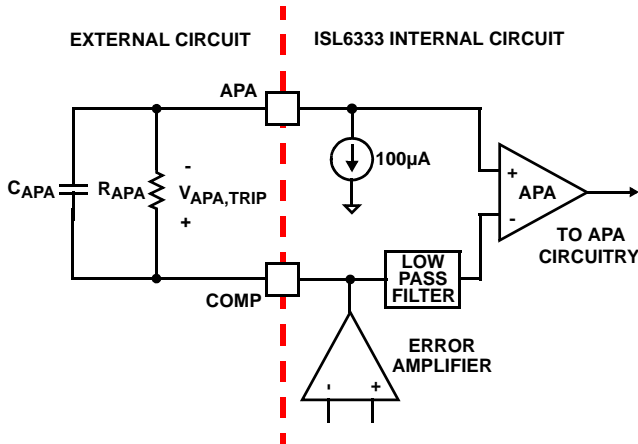 EXTERNAL CIRCUIT
ISL6333 INTERNAL CIRCUIT
APA
100µA
CAPA
RAPA
-
VAPA,TRIP
+
+
APA
-
TO APA
CIRCUITRY
LOW
PASS
FILTER
COMP
ERROR
AMPLIFIER
- +